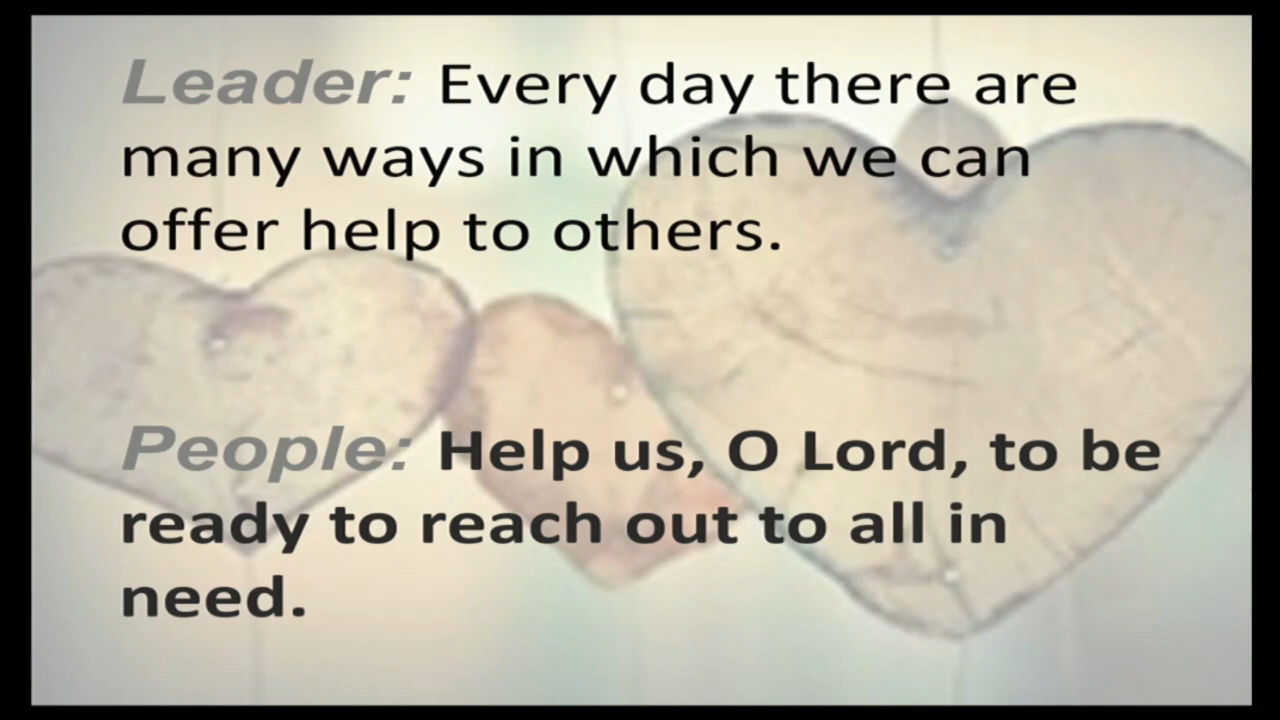 Leader: Every day there are
many ways in which we can
offer help to others.
People: Help us, O Lord, to be
ready to reach out to all in
need.